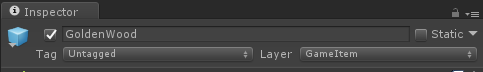 Inspector
GoldenWood Static
Tag Untagged Layer GameItem